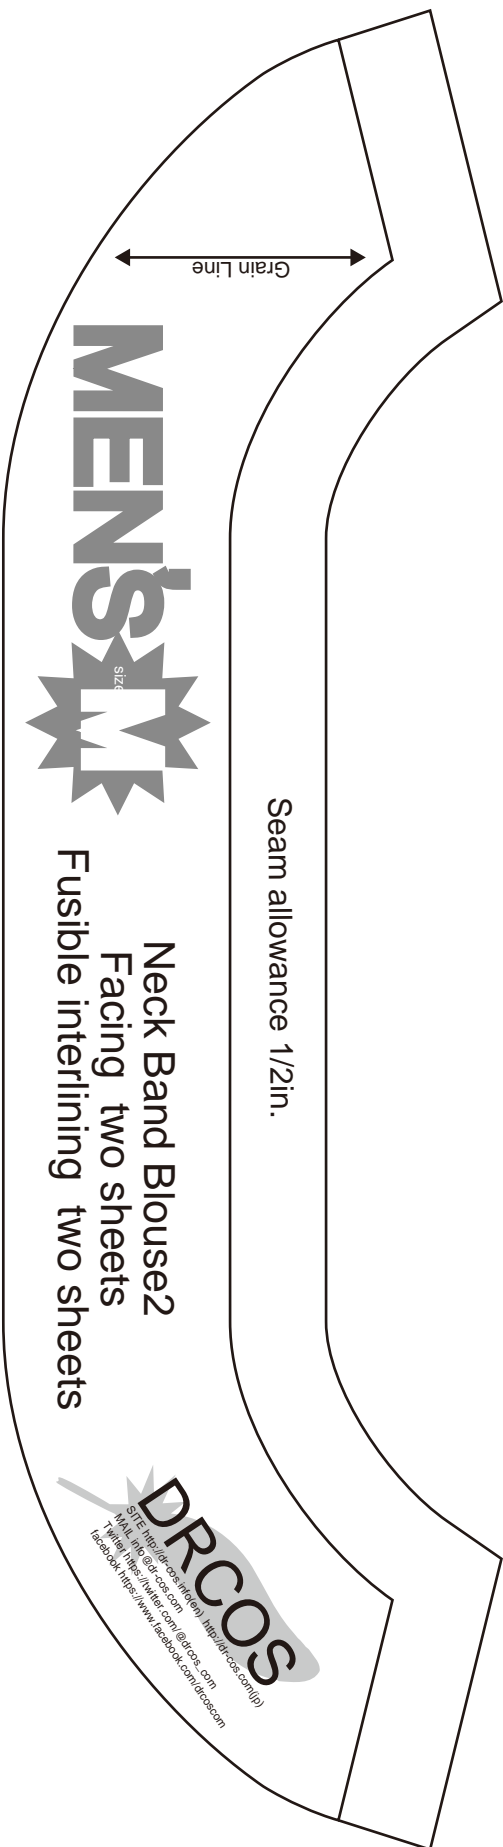 Grain Line
MEN'S
size
M
Seam allowance 1/2in.
Neck Band Blouse2
Facing two sheets
Fusible interlining two sheets
DRCOS
SITE http://dr-cos.info(en) http://dr-cos.com(jp)
MAIL info@dr-cos.com
Twitter https://twitter.com/@drcos_com
facebook https://www.facebook.com/drcoscom